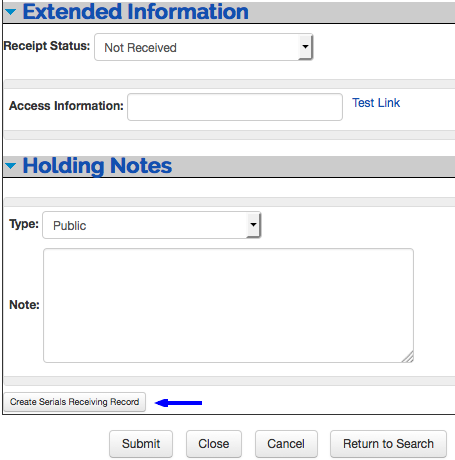 Extended Information
Receipt Status: Not Received
Access Information: Test Link
Holding Notes
Type: Public
Note:
Create Serials Receiving Record
Submit Close Cancel Return to Search